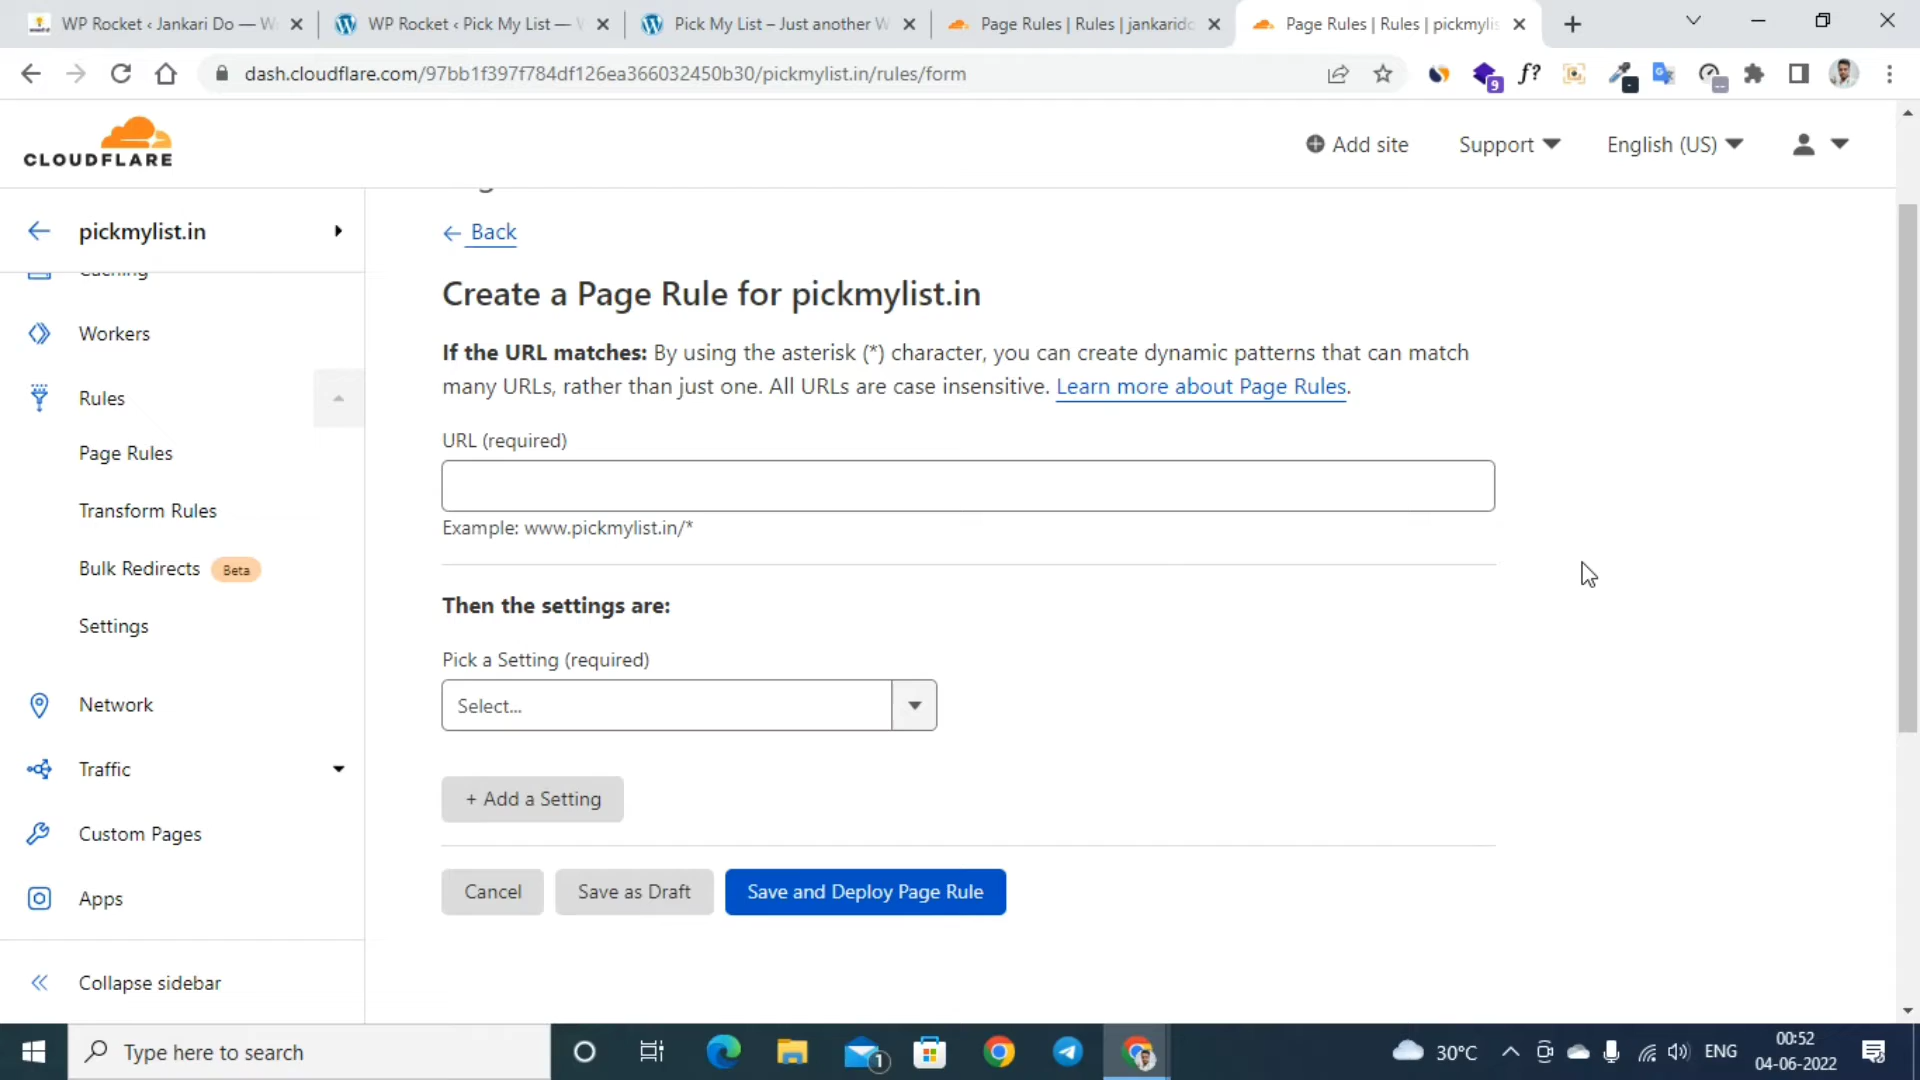 WP Rocket ‹ Jankari Do — W
WP Rocket ‹ Pick My List —
Pick My List – Just another W
Page Rules | Rules | jankarido
Page Rules | Rules | pickmylis
dash.cloudflare.com/97bb1f397f784df126ea366032450b30/pickmylist.in/rules/form
f?
9
CLOUDFLARE
Add site
Support
English (US)
pickmylist.in
Caching
Workers
Rules
Page Rules
Transform Rules
Bulk Redirects Beta
Settings
Network
Traffic
Custom Pages
Apps
Collapse sidebar
← Back
Create a Page Rule for pickmylist.in
If the URL matches: By using the asterisk (*) character, you can create dynamic patterns that can match
many URLs, rather than just one. All URLs are case insensitive. Learn more about Page Rules.
URL (required)
Example: www.pickmylist.in/*
Then the settings are:
Pick a Setting (required)
Select...
+ Add a Setting
Cancel
Save as Draft
Save and Deploy Page Rule
Type here to search
1
30°C
ENG
00:52
04-06-2022